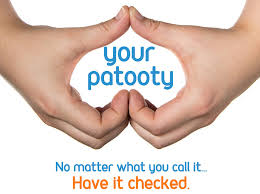 your
patooty
No matter what you call it...
Have it checked.